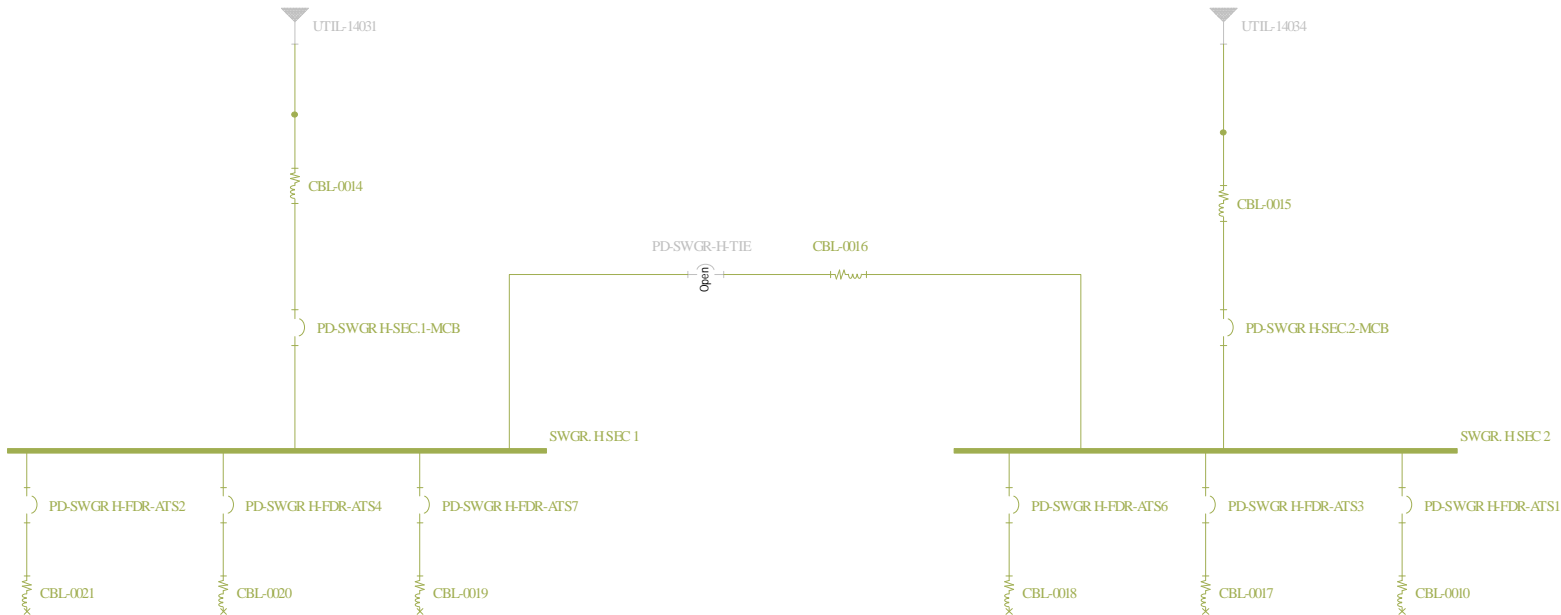 UTIL-14031
UTIL-14034
CBL-0014
CBL-0015
PD-SWGR-H-TIE
CBL-0016
Open
PD-SWGR H-SEC.1-MCB
PD-SWGR H-SEC.2-MCB
SWGR. H SEC 1
SWGR. H SEC 2
PD-SWGR H-FDR-ATS2
PD-SWGR H-FDR-ATS4
PD-SWGR H-FDR-ATS7
PD-SWGR H-FDR-ATS6
PD-SWGR H-FDR-ATS3
PD-SWGR H-FDR-ATS1
CBL-0021
CBL-0020
CBL-0019
CBL-0018
CBL-0017
CBL-0010